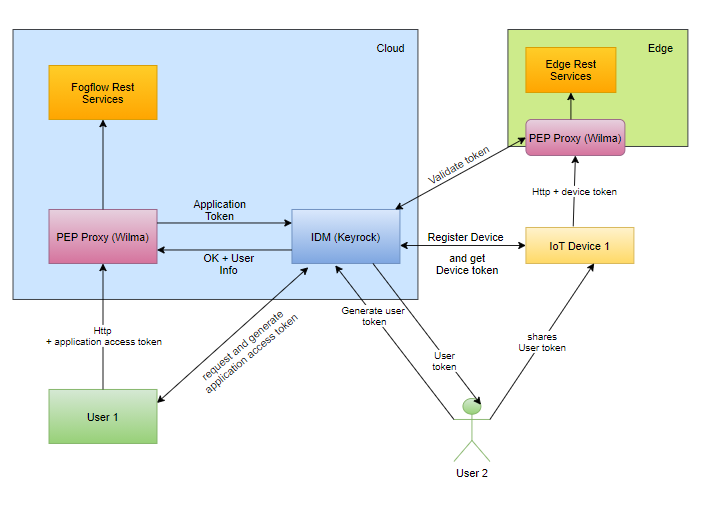 Cloud
Edge
Fogflow Rest
Services
Edge Rest
Services
PEP Proxy (Wilma)
Validate token
Http + device token
Application
Token
PEP Proxy (Wilma)
IDM (Keyrock)
Register Device
IoT Device 1
OK + User
Info
and get
Device token
Http
+ application access token
request and generate
application access token
Generate user
token
User
token
shares
User token
User 1
User 2